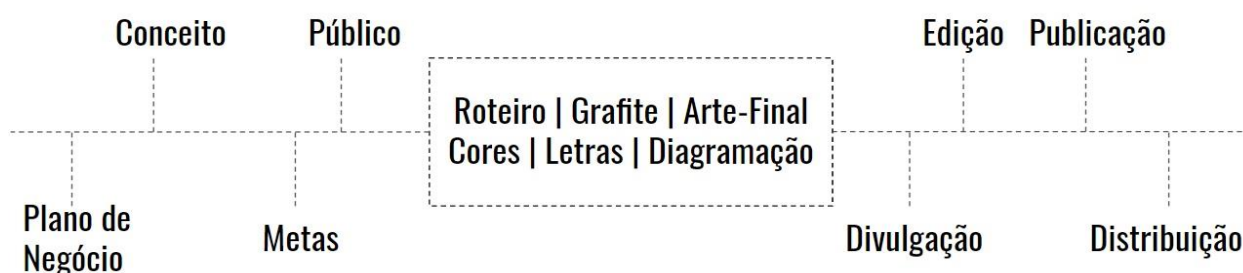 Conceito
Público
Edição
Publicação
Roteiro | Grafite | Arte-Final
Cores | Letras | Diagramação
Plano de
Negócio
Metas
Divulgação
Distribuição